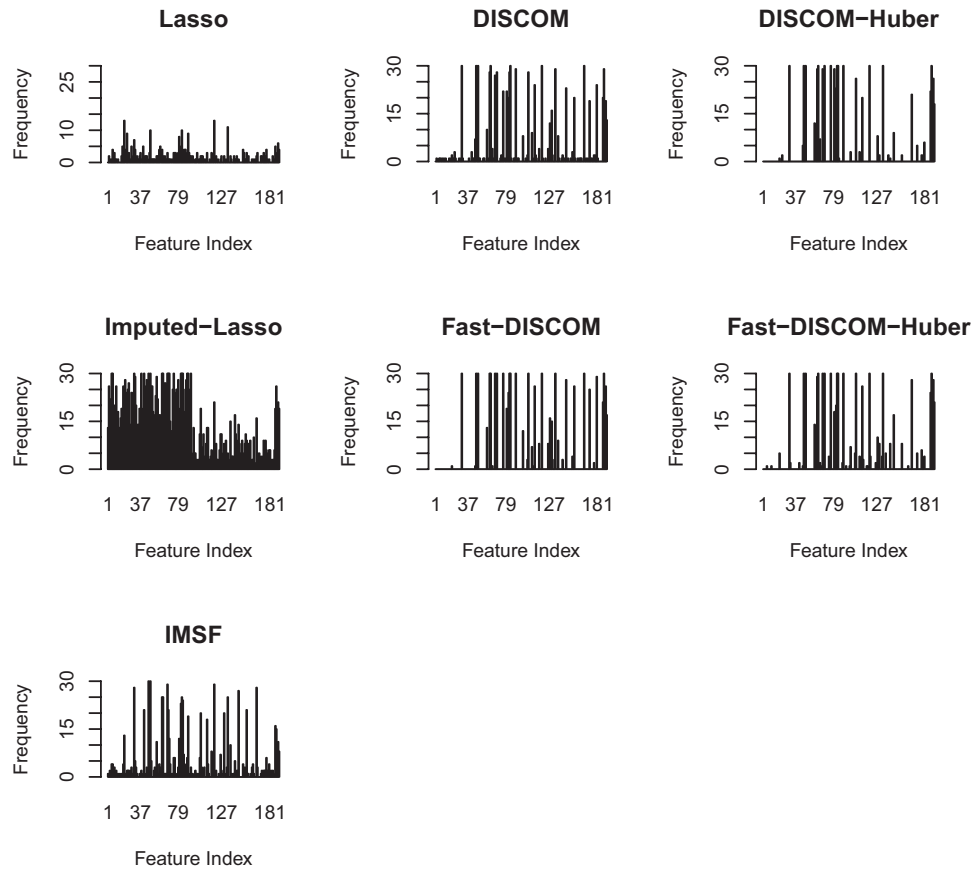 Lasso
Frequency
0 10 25
1 37 79 127 181
Feature Index
DISCOM
Frequency
0 15 30
1 37 79 127 181
Feature Index
DISCOM−Huber
Frequency
0 15 30
1 37 79 127 181
Feature Index
Imputed−Lasso
Frequency
0 15 30
1 37 79 127 181
Feature Index
Fast−DISCOM
Frequency
0 15 30
1 37 79 127 181
Feature Index
Fast−DISCOM−Huber
Frequency
0 15 30
1 37 79 127 181
Feature Index
IMSF
Frequency
0 15 30
1 37 79 127 181
Feature Index